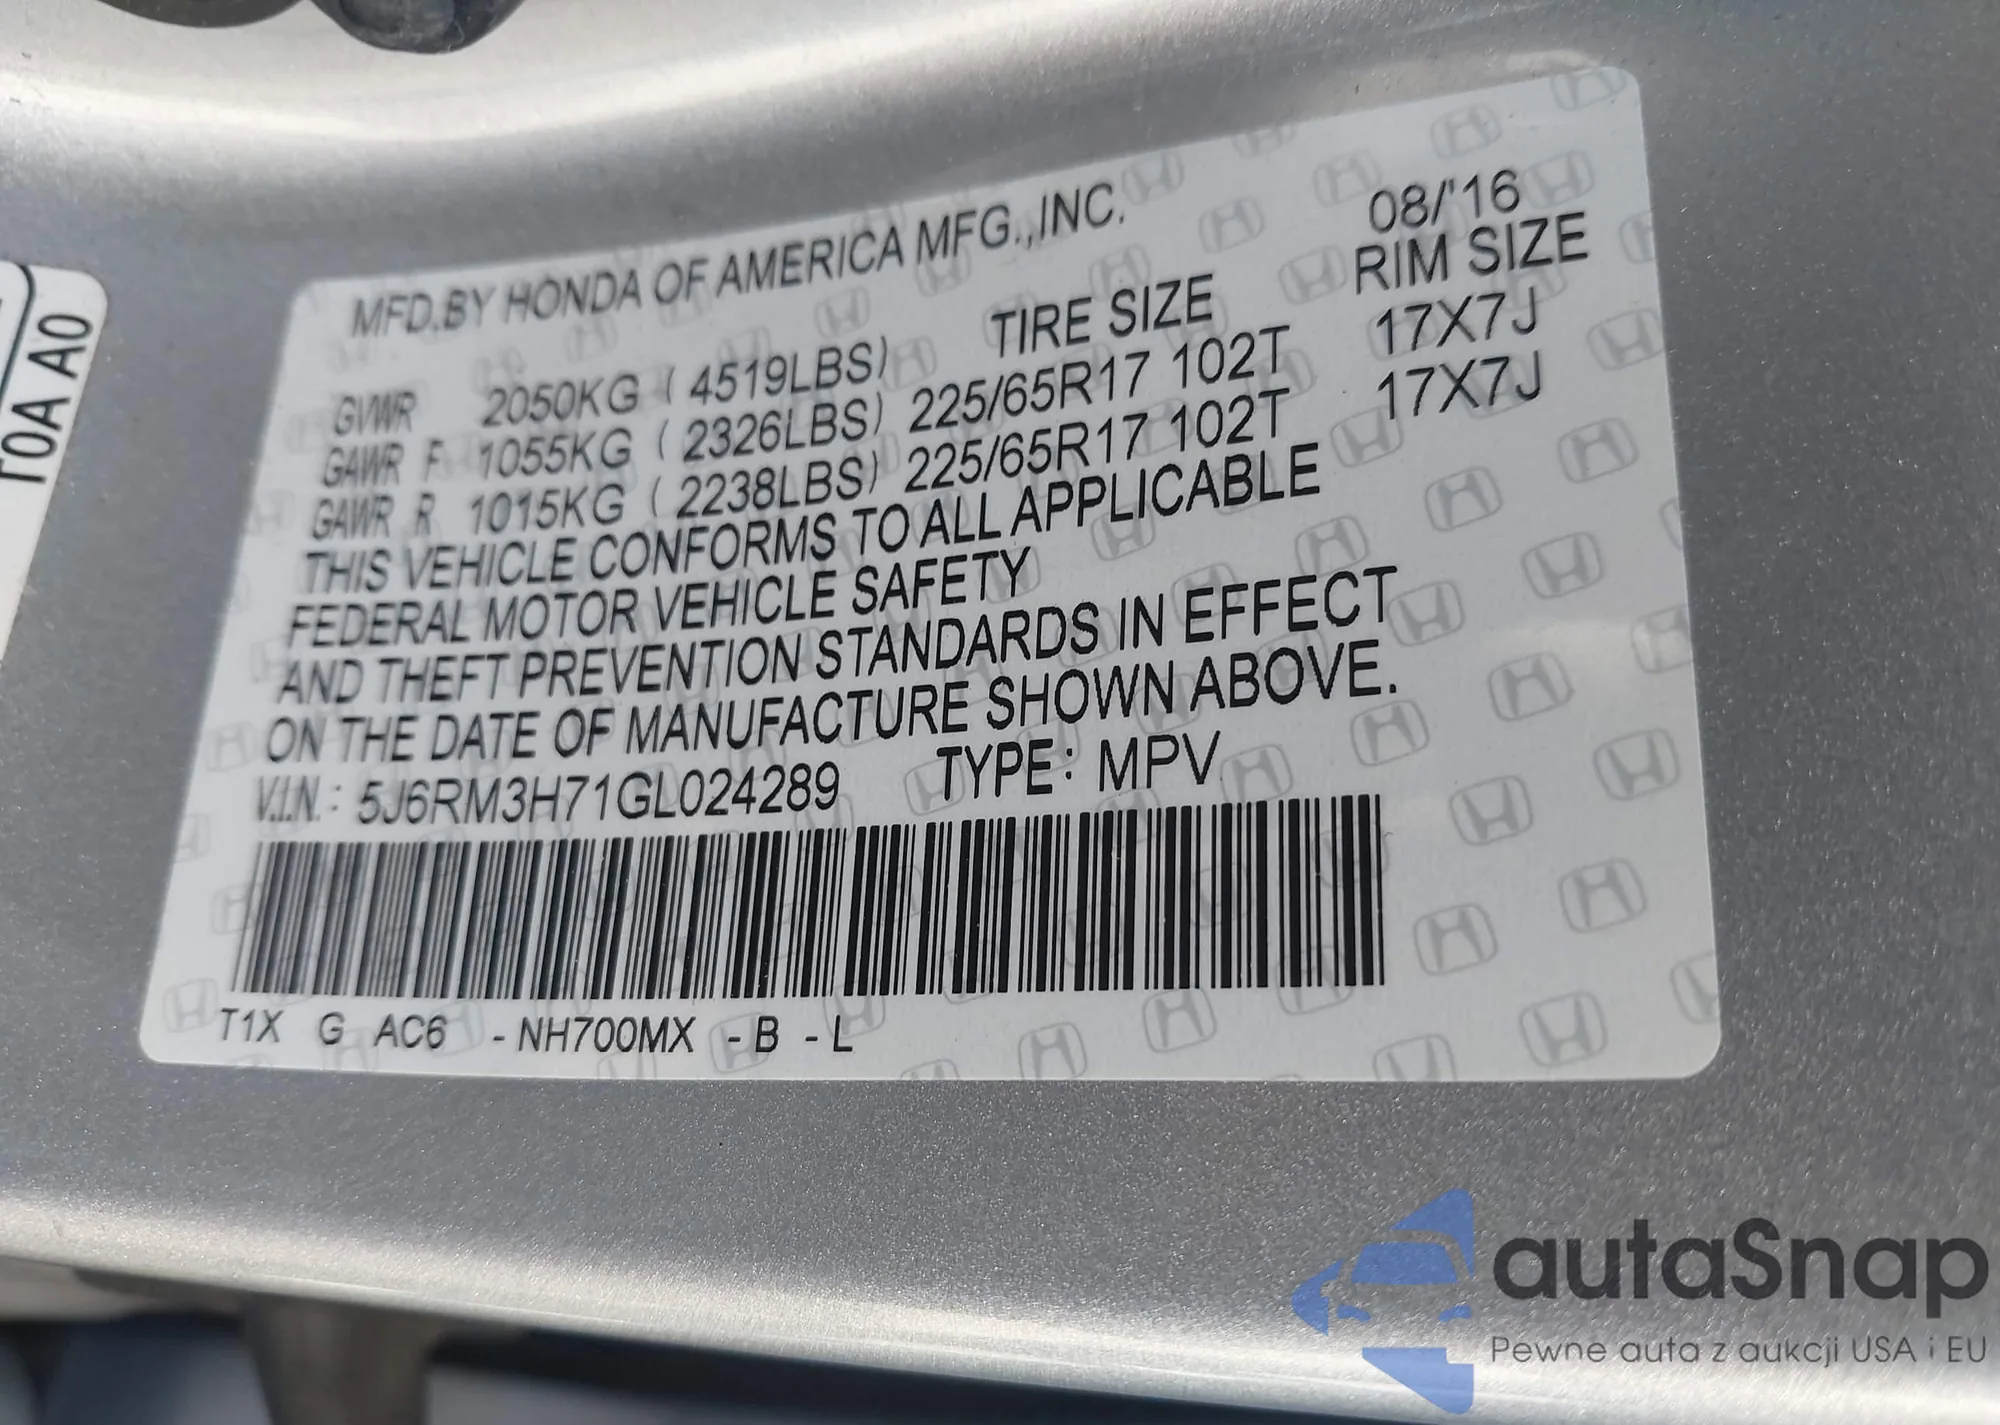 T0A A0
MFD.BY HONDA OF AMERICA MFG.,INC. 08/'16
TIRE SIZE RIM SIZE
GVWR 2050KG ( 4519LBS)
GAWR F 1055KG ( 2326LBS) 225/65R17 102T 17X7J
GAWR R 1015KG ( 2238LBS) 225/65R17 102T 17X7J
THIS VEHICLE CONFORMS TO ALL APPLICABLE
FEDERAL MOTOR VEHICLE SAFETY
AND THEFT PREVENTION STANDARDS IN EFFECT
ON THE DATE OF MANUFACTURE SHOWN ABOVE.
V.I.N.: 5J6RM3H71GL024289 TYPE: MPV
T1X G AC6 -NH700MX -B -L
autaSnap
Pewne auta z aukcji USA i EU